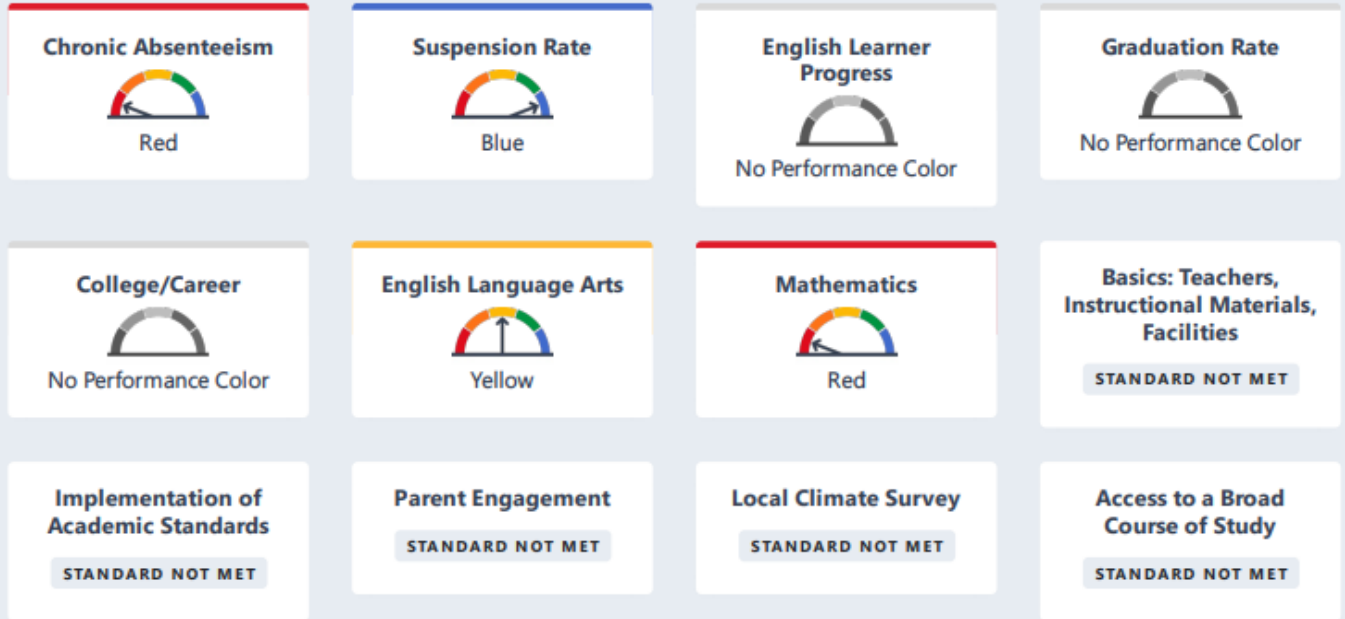 Chronic Absenteeism
Red
Suspension Rate
Blue
English Learner
Progress
No Performance Color
Graduation Rate
No Performance Color
College/Career
No Performance Color
English Language Arts
Yellow
Mathematics
Red
Basics: Teachers,
Instructional Materials,
Facilities
STANDARD NOT MET
Implementation of
Academic Standards
STANDARD NOT MET
Parent Engagement
STANDARD NOT MET
Local Climate Survey
STANDARD NOT MET
Access to a Broad
Course of Study
STANDARD NOT MET